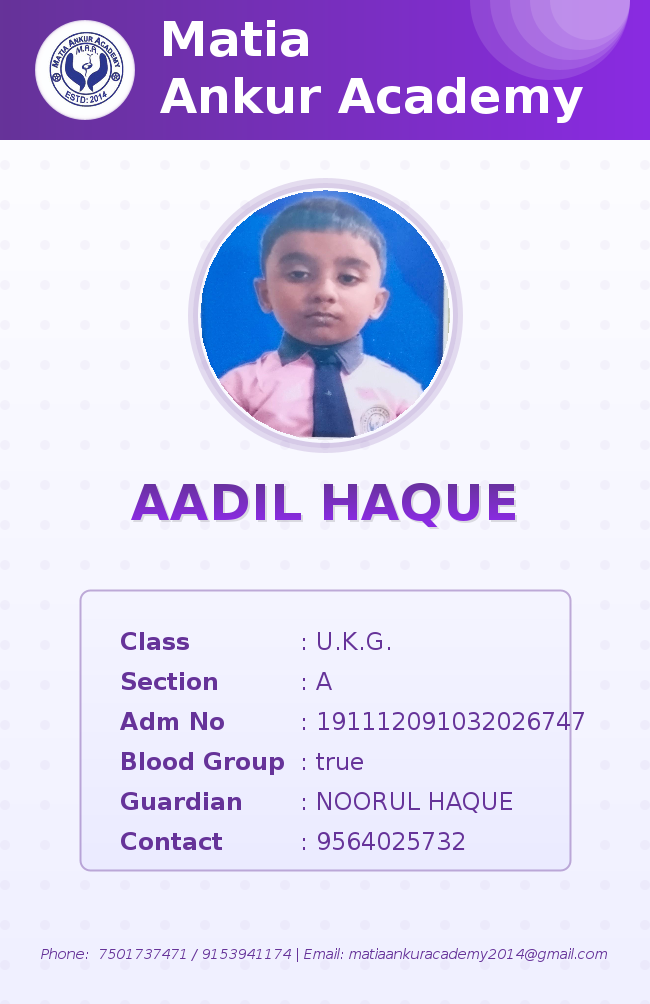 Matia
Ankur Academy
MATIA ANKUR ACADEMY
M.A.A.
ESTD: 2014
AADIL HAQUE
Class : U.K.G.
Section : A
Adm No : 191112091032026747
Blood Group : true
Guardian : NOORUL HAQUE
Contact : 9564025732
Phone: 7501737471 / 9153941174 | Email: matiaankuracademy2014@gmail.com